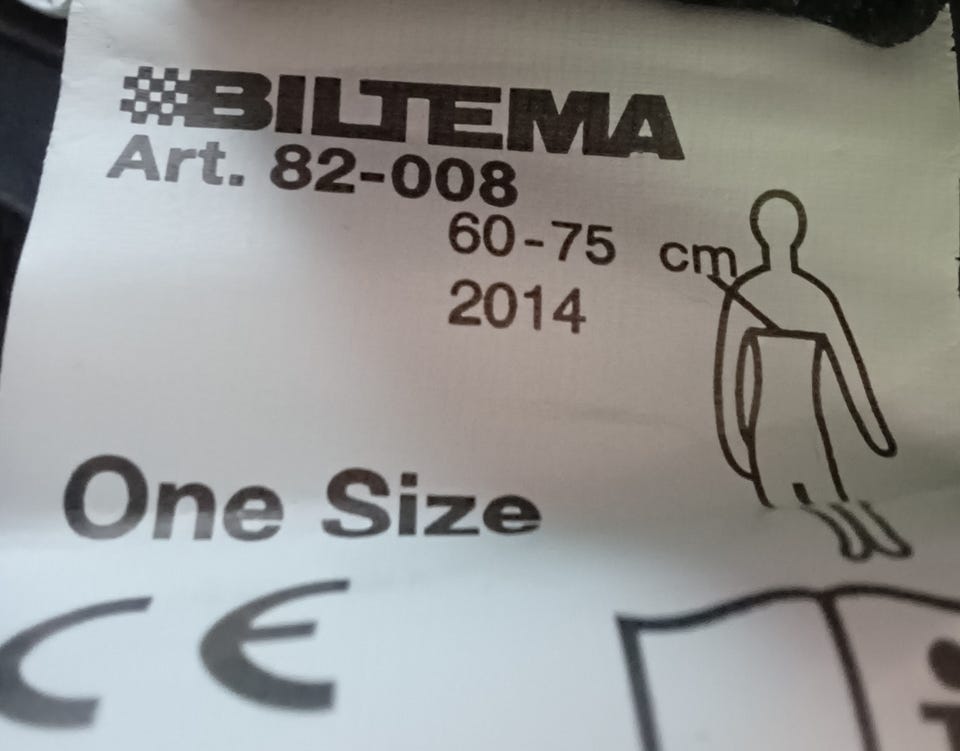 BILTEMA
Art. 82-008
60-75 cm
2014
One Size
CE
i